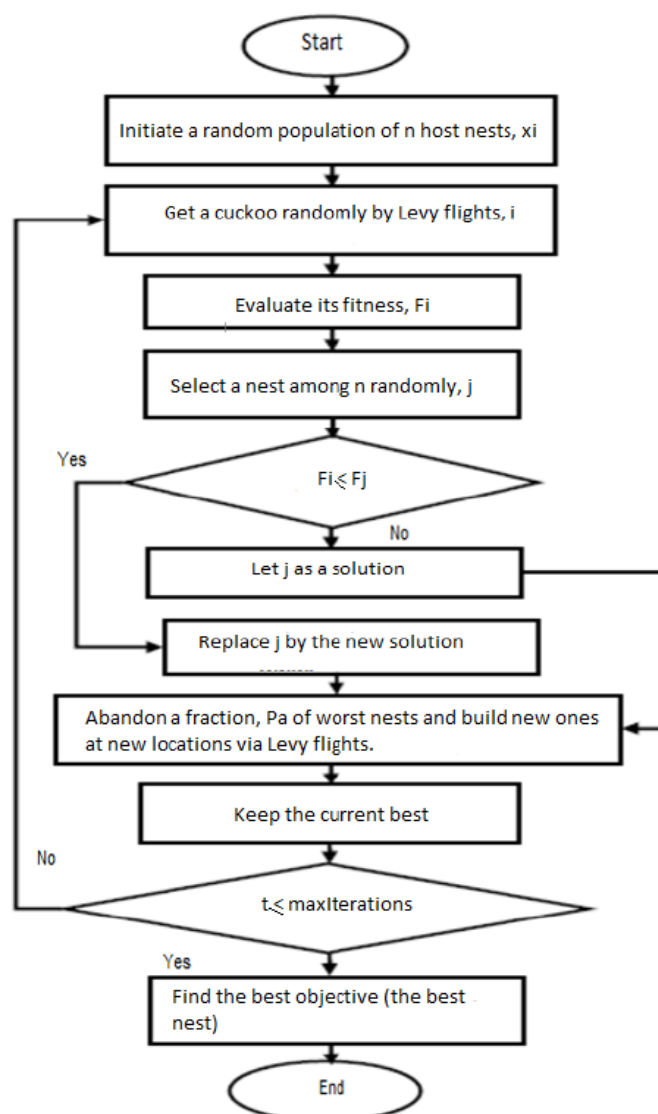 Start
Initiate a random population of n host nests, xi
Get a cuckoo randomly by Levy flights, i
Evaluate its fitness, Fi
Select a nest among n randomly, j
Yes
Fi⩽ Fj
No
Let j as a solution
Replace j by the new solution
Abandon a fraction, Pa of worst nests and build new ones
at new locations via Levy flights.
Keep the current best
No
t⩽ maxIterations
Yes
Find the best objective (the best
nest)
End